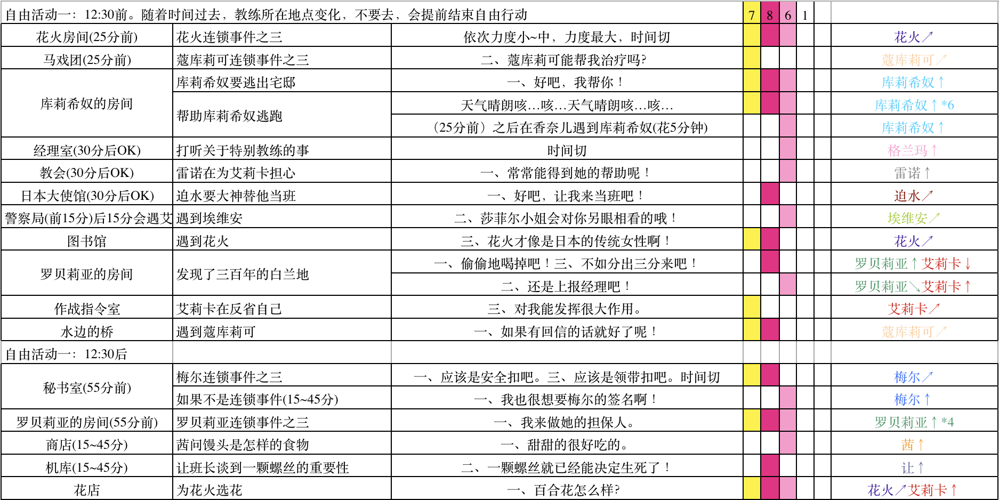 自由活动一：12:30前。随着时间过去，教练所在地点变化，不要去，会提前结束自由行动 7 8 6 1
花火房间(25分前) 花火连锁事件之三 依次力度小~中，力度最大，时间切 花火↗
马戏团(25分前) 蔻库莉可连锁事件之三 二、蔻库莉可能帮我治疗吗? 蔻库莉可↗
库莉希奴的房间 库莉希奴要逃出宅邸 一、好吧，我帮你！ 库莉希奴↑
帮助库莉希奴逃跑 天气晴朗咳…咳…天气晴朗咳…咳… 库莉希奴↑*6
（25分前）之后在香奈儿遇到库莉希奴(花5分钟) 库莉希奴↑
经理室(30分后OK) 打听关于特别教练的事 时间切 格兰玛↑
教会(30分后OK) 雷诺在为艾莉卡担心 一、常常能得到她的帮助呢！ 雷诺↑
日本大使馆(30分后OK) 迫水要大神替他当班 一、好吧，让我来当班吧！ 迫水↗
警察局(前15分)后15分会遇艾 遇到埃维安 二、莎菲尔小姐会对你另眼相看的哦！ 埃维安↗
图书馆 遇到花火 三、花火才像是日本的传统女性啊！ 花火↗
罗贝莉亚的房间 发现了三百年的白兰地 一、偷偷地喝掉吧！三、不如分出三分来吧！ 罗贝莉亚↑艾莉卡↓
二、还是上报经理吧！ 罗贝莉亚↘艾莉卡↑
作战指令室 艾莉卡在反省自己 三、对我能发挥很大作用。 艾莉卡↗
水边的桥 遇到蔻库莉可 一、如果有回信的话就好了呢！ 蔻库莉可↗
自由活动一：12:30后
秘书室(55分前) 梅尔连锁事件之三 一、应该是安全扣吧。三、应该是领带扣吧。时间切 梅尔↗
如果不是连锁事件(15~45分) 一、我也很想要梅尔的签名啊！ 梅尔↑
罗贝莉亚的房间(55分前) 罗贝莉亚连锁事件之三 一、我来做她的担保人。 罗贝莉亚↑*4
商店(15~45分) 茜问馒头是怎样的食物 一、甜甜的很好吃的。 茜↑
机库(15~45分) 让班长谈到一颗螺丝的重要性 二、一颗螺丝就已经能决定生死了！ 让↑
花店 为花火选花 一、百合花怎么样? 花火↗艾莉卡↑